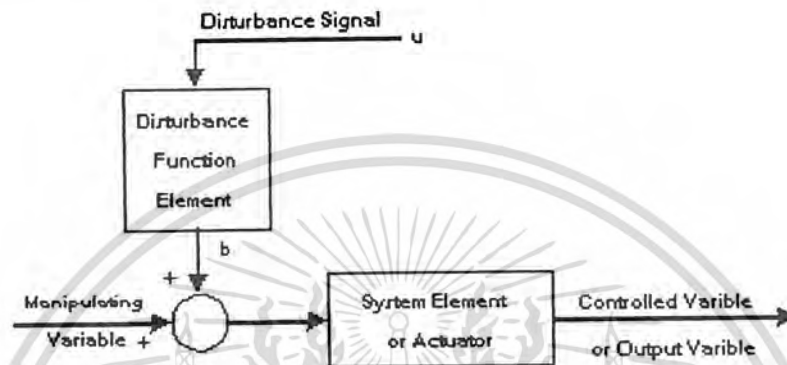 Disturbance Signal
u
Disturbance
Function
Element
b
+
Manipulating
Variable +
System Element
or Actuator
Controlled Varible
or Output Varible